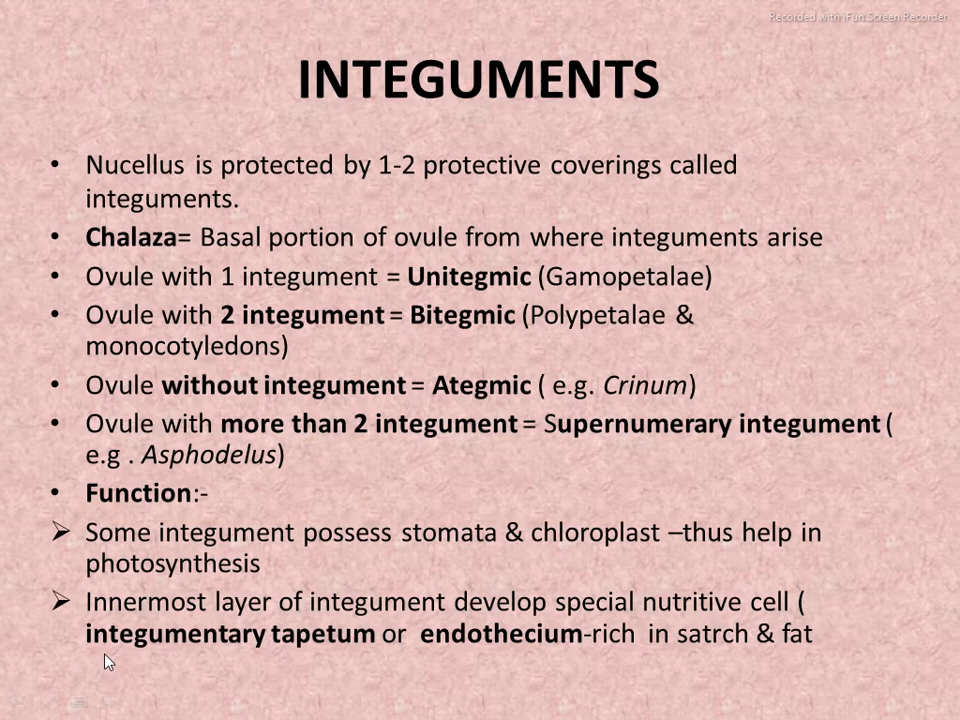 Recorded with iFun Screen Recorder
INTEGUMENTS
• Nucellus is protected by 1-2 protective coverings called
integuments.
• Chalaza= Basal portion of ovule from where integuments arise
• Ovule with 1 integument = Unitegmic (Gamopetalae)
• Ovule with 2 integument = Bitegmic (Polypetalae &
monocotyledons)
• Ovule without integument = Ategmic ( e.g. Crinum)
• Ovule with more than 2 integument = Supernumerary integument (
e.g . Asphodelus)
• Function:-
➢ Some integument possess stomata & chloroplast –thus help in
photosynthesis
➢ Innermost layer of integument develop special nutritive cell (
integumentary tapetum or endothecium-rich in satrch & fat